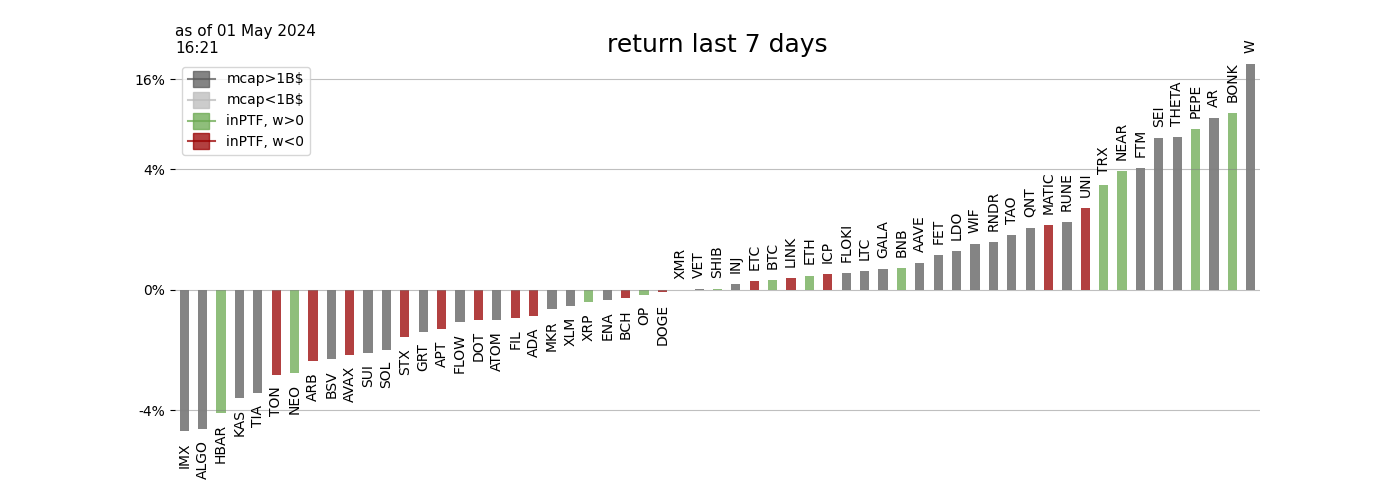 as of 01 May 2024
16:21
return last 7 days
mcap>1B$
mcap<1B$
inPTF, w>0
inPTF, w<0
16%
4%
0%
-4%
IMX
ALGO
HBAR
KAS
TIA
TON
NEO
ARB
BSV
AVAX
SUI
SOL
STX
GRT
APT
FLOW
DOT
ATOM
FIL
ADA
MKR
XLM
XRP
ENA
BCH
OP
DOGE
XMR
VET
SHIB
INJ
ETC
BTC
LINK
ETH
ICP
FLOKI
LTC
GALA
BNB
AAVE
FET
LDO
WIF
RNDR
TAO
QNT
MATIC
RUNE
UNI
TRX
NEAR
FTM
SEI
THETA
PEPE
AR
BONK
W